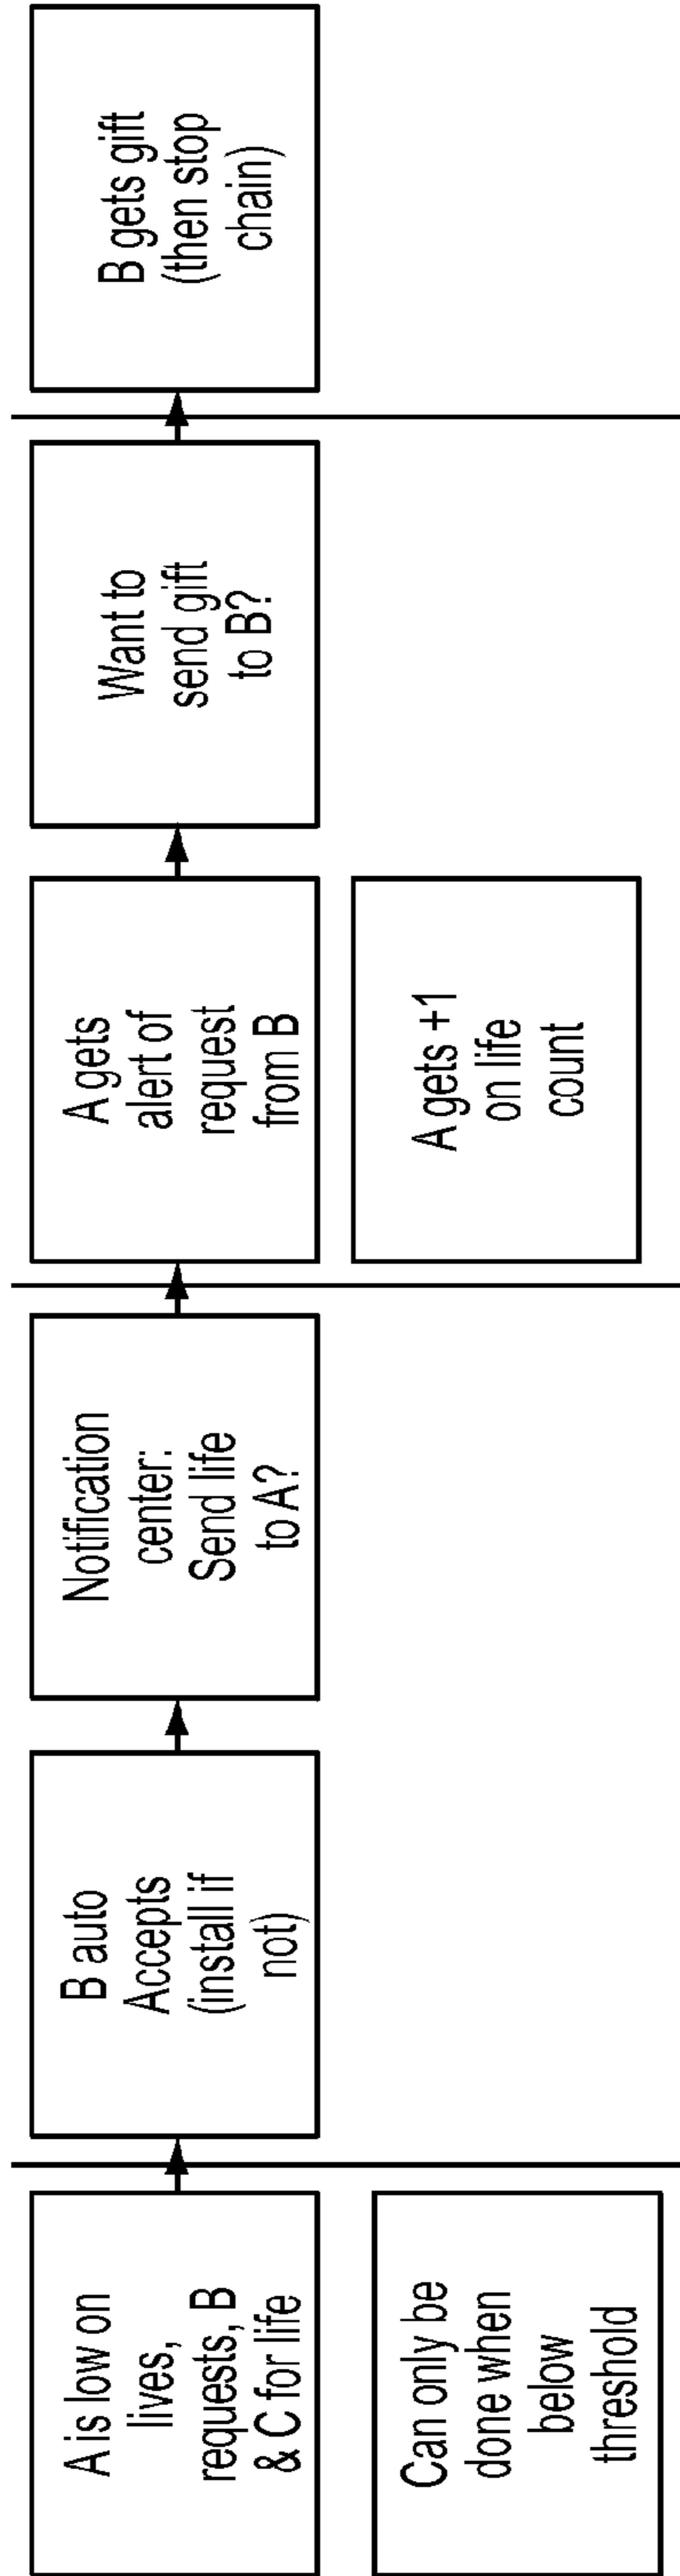 A is low on
lives,
requests, B
& C for life
Can only be
done when
below
threshold
B auto
Accepts
(install if
not)
Notification
center:
Send life
to A?
A gets
alert of
request
from B
A gets +1
on life
count
Want to
send gift
to B?
B gets gift
(then stop
chain)